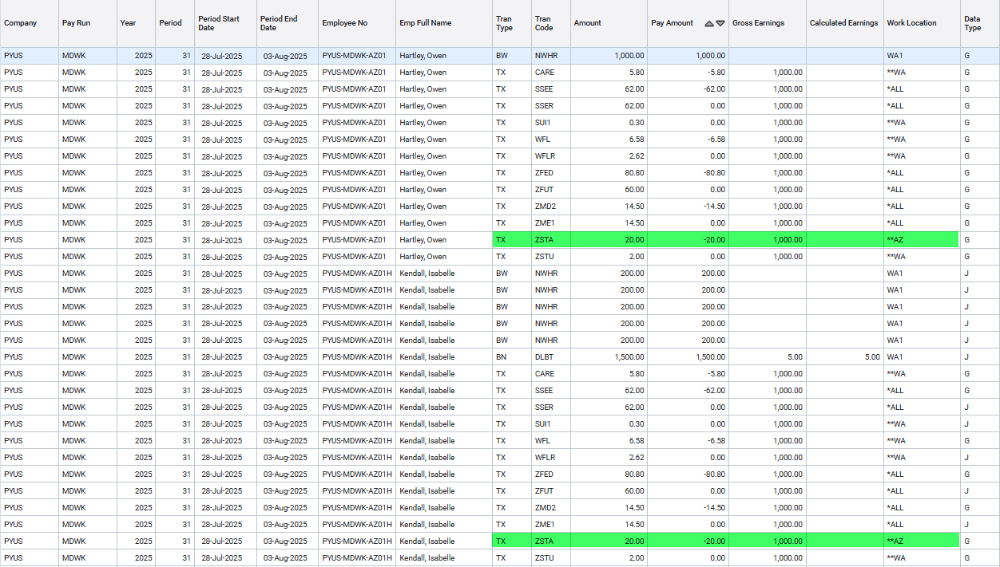 Company Pay Run Year Period Period Start Date Period End Date Employee No Emp Full Name Tran Type Tran Code Amount Pay Amount Gross Earnings Calculated Earnings Work Location Data Type
PYUS MDWK 2025 31 28-Jul-2025 03-Aug-2025 PYUS-MDWK-AZ01 Hartley, Owen BW NWHR 1,000.00 1,000.00 WA1 G
PYUS MDWK 2025 31 28-Jul-2025 03-Aug-2025 PYUS-MDWK-AZ01 Hartley, Owen TX CARE 5.80 -5.80 1,000.00 **WA G
PYUS MDWK 2025 31 28-Jul-2025 03-Aug-2025 PYUS-MDWK-AZ01 Hartley, Owen TX SSEE 62.00 -62.00 1,000.00 *ALL G
PYUS MDWK 2025 31 28-Jul-2025 03-Aug-2025 PYUS-MDWK-AZ01 Hartley, Owen TX SSER 62.00 0.00 1,000.00 *ALL G
PYUS MDWK 2025 31 28-Jul-2025 03-Aug-2025 PYUS-MDWK-AZ01 Hartley, Owen TX SUI1 0.30 0.00 1,000.00 **WA G
PYUS MDWK 2025 31 28-Jul-2025 03-Aug-2025 PYUS-MDWK-AZ01 Hartley, Owen TX WFL 6.58 -6.58 1,000.00 **WA G
PYUS MDWK 2025 31 28-Jul-2025 03-Aug-2025 PYUS-MDWK-AZ01 Hartley, Owen TX WFLR 2.62 0.00 1,000.00 **WA G
PYUS MDWK 2025 31 28-Jul-2025 03-Aug-2025 PYUS-MDWK-AZ01 Hartley, Owen TX ZFED 80.80 -80.80 1,000.00 *ALL G
PYUS MDWK 2025 31 28-Jul-2025 03-Aug-2025 PYUS-MDWK-AZ01 Hartley, Owen TX ZFUT 60.00 0.00 1,000.00 *ALL G
PYUS MDWK 2025 31 28-Jul-2025 03-Aug-2025 PYUS-MDWK-AZ01 Hartley, Owen TX ZMD2 14.50 -14.50 1,000.00 *ALL G
PYUS MDWK 2025 31 28-Jul-2025 03-Aug-2025 PYUS-MDWK-AZ01 Hartley, Owen TX ZME1 14.50 0.00 1,000.00 *ALL G
PYUS MDWK 2025 31 28-Jul-2025 03-Aug-2025 PYUS-MDWK-AZ01 Hartley, Owen TX ZSTA 20.00 -20.00 1,000.00 **AZ G
PYUS MDWK 2025 31 28-Jul-2025 03-Aug-2025 PYUS-MDWK-AZ01 Hartley, Owen TX ZSTU 2.00 0.00 1,000.00 **WA G
PYUS MDWK 2025 31 28-Jul-2025 03-Aug-2025 PYUS-MDWK-AZ01H Kendall, Isabelle BW NWHR 200.00 200.00 WA1 J
PYUS MDWK 2025 31 28-Jul-2025 03-Aug-2025 PYUS-MDWK-AZ01H Kendall, Isabelle BW NWHR 200.00 200.00 WA1 J
PYUS MDWK 2025 31 28-Jul-2025 03-Aug-2025 PYUS-MDWK-AZ01H Kendall, Isabelle BW NWHR 200.00 200.00 WA1 J
PYUS MDWK 2025 31 28-Jul-2025 03-Aug-2025 PYUS-MDWK-AZ01H Kendall, Isabelle BW NWHR 200.00 200.00 WA1 J
PYUS MDWK 2025 31 28-Jul-2025 03-Aug-2025 PYUS-MDWK-AZ01H Kendall, Isabelle BW NWHR 200.00 200.00 WA1 J
PYUS MDWK 2025 31 28-Jul-2025 03-Aug-2025 PYUS-MDWK-AZ01H Kendall, Isabelle BN DLBT 1,500.00 1,500.00 5.00 5.00 WA1 J
PYUS MDWK 2025 31 28-Jul-2025 03-Aug-2025 PYUS-MDWK-AZ01H Kendall, Isabelle TX CARE 5.80 -5.80 1,000.00 **WA G
PYUS MDWK 2025 31 28-Jul-2025 03-Aug-2025 PYUS-MDWK-AZ01H Kendall, Isabelle TX SSEE 62.00 -62.00 1,000.00 *ALL G
PYUS MDWK 2025 31 28-Jul-2025 03-Aug-2025 PYUS-MDWK-AZ01H Kendall, Isabelle TX SSER 62.00 0.00 1,000.00 *ALL J
PYUS MDWK 2025 31 28-Jul-2025 03-Aug-2025 PYUS-MDWK-AZ01H Kendall, Isabelle TX SUI1 0.30 0.00 1,000.00 **WA J
PYUS MDWK 2025 31 28-Jul-2025 03-Aug-2025 PYUS-MDWK-AZ01H Kendall, Isabelle TX WFL 6.58 -6.58 1,000.00 **WA G
PYUS MDWK 2025 31 28-Jul-2025 03-Aug-2025 PYUS-MDWK-AZ01H Kendall, Isabelle TX WFLR 2.62 0.00 1,000.00 **WA J
PYUS MDWK 2025 31 28-Jul-2025 03-Aug-2025 PYUS-MDWK-AZ01H Kendall, Isabelle TX ZFED 80.80 -80.80 1,000.00 *ALL G
PYUS MDWK 2025 31 28-Jul-2025 03-Aug-2025 PYUS-MDWK-AZ01H Kendall, Isabelle TX ZFUT 60.00 0.00 1,000.00 *ALL J
PYUS MDWK 2025 31 28-Jul-2025 03-Aug-2025 PYUS-MDWK-AZ01H Kendall, Isabelle TX ZMD2 14.50 -14.50 1,000.00 *ALL G
PYUS MDWK 2025 31 28-Jul-2025 03-Aug-2025 PYUS-MDWK-AZ01H Kendall, Isabelle TX ZME1 14.50 0.00 1,000.00 *ALL J
PYUS MDWK 2025 31 28-Jul-2025 03-Aug-2025 PYUS-MDWK-AZ01H Kendall, Isabelle TX ZSTA 20.00 -20.00 1,000.00 **AZ G
PYUS MDWK 2025 31 28-Jul-2025 03-Aug-2025 PYUS-MDWK-AZ01H Kendall, Isabelle TX ZSTU 2.00 0.00 1,000.00 **WA G